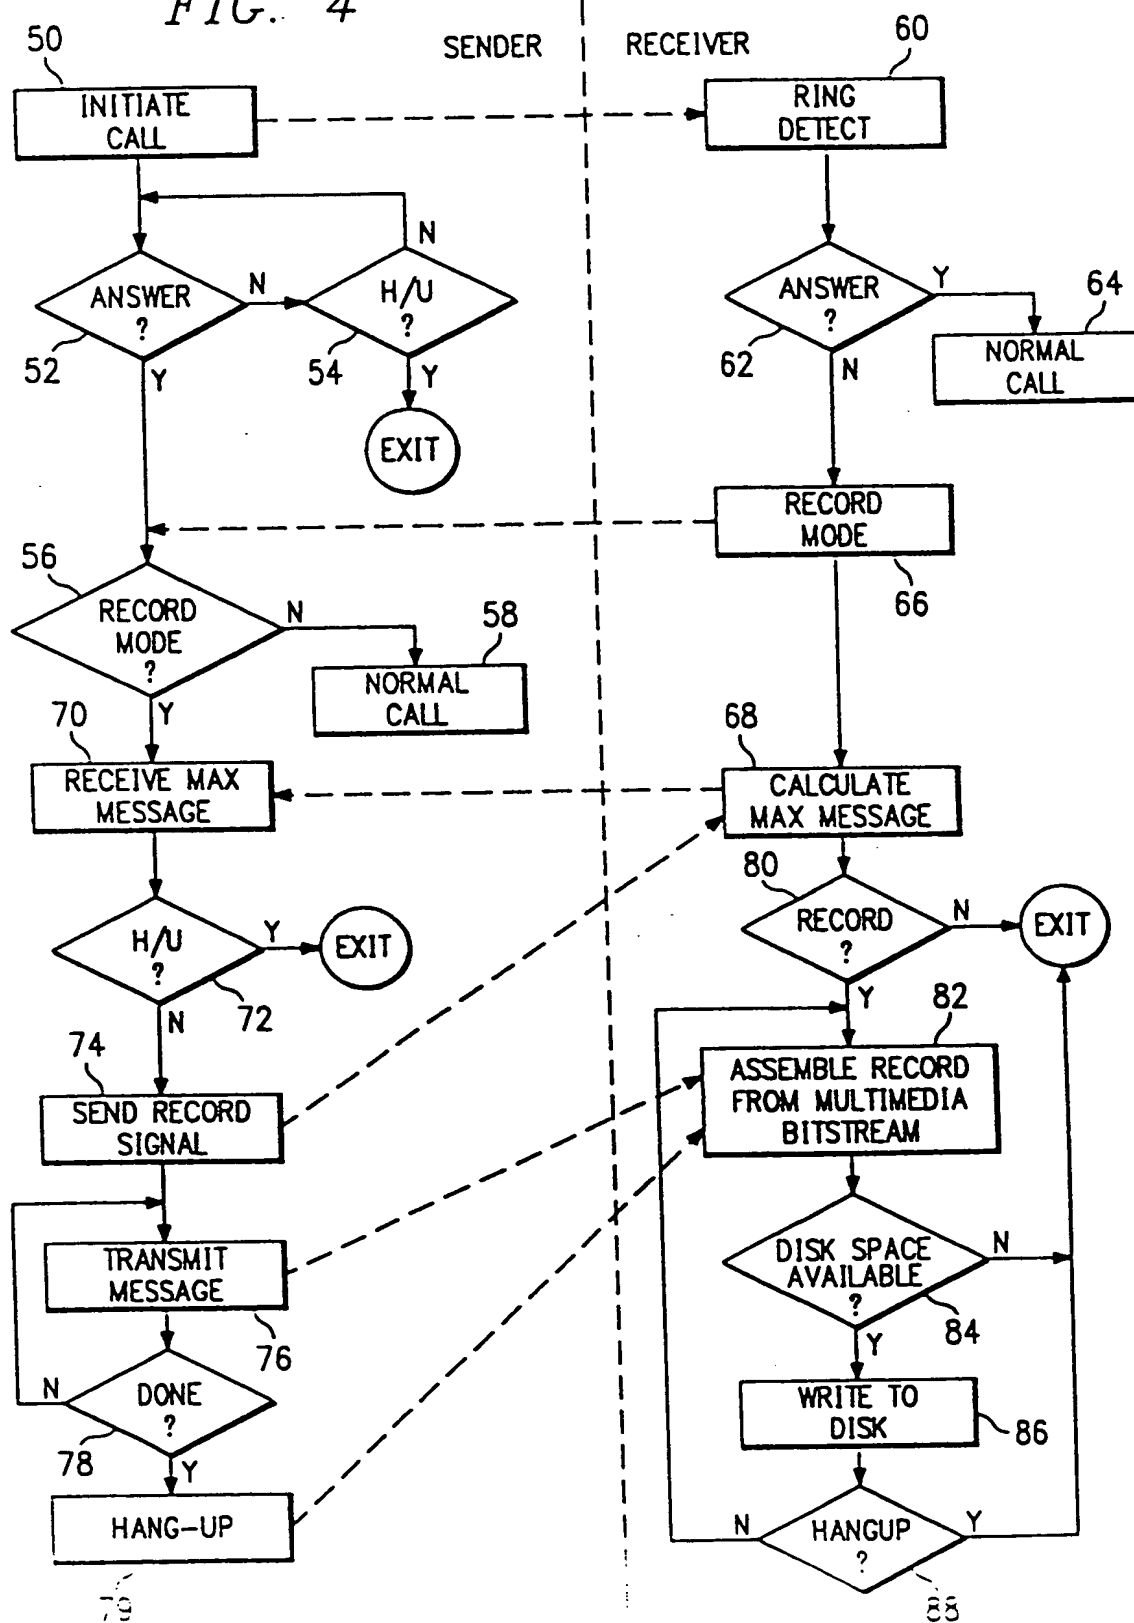 FIG. 4
SENDER
RECEIVER
50
INITIATE
CALL
60
RING
DETECT
N
ANSWER
?
52
N
Y
H/U
?
54
Y
EXIT
ANSWER
?
62
Y
N
64
NORMAL
CALL
RECORD
MODE
66
56
RECORD
MODE
?
N
Y
58
NORMAL
CALL
70
RECEIVE MAX
MESSAGE
68
CALCULATE
MAX MESSAGE
H/U
?
72
Y
N
EXIT
80
RECORD
?
N
Y
EXIT
74
SEND RECORD
SIGNAL
82
ASSEMBLE RECORD
FROM MULTIMEDIA
BITSTREAM
TRANSMIT
MESSAGE
76
DISK SPACE
AVAILABLE
?
84
N
Y
DONE
?
78
N
Y
WRITE TO
DISK
86
HANG-UP
79
HANGUP
?
88
N
Y